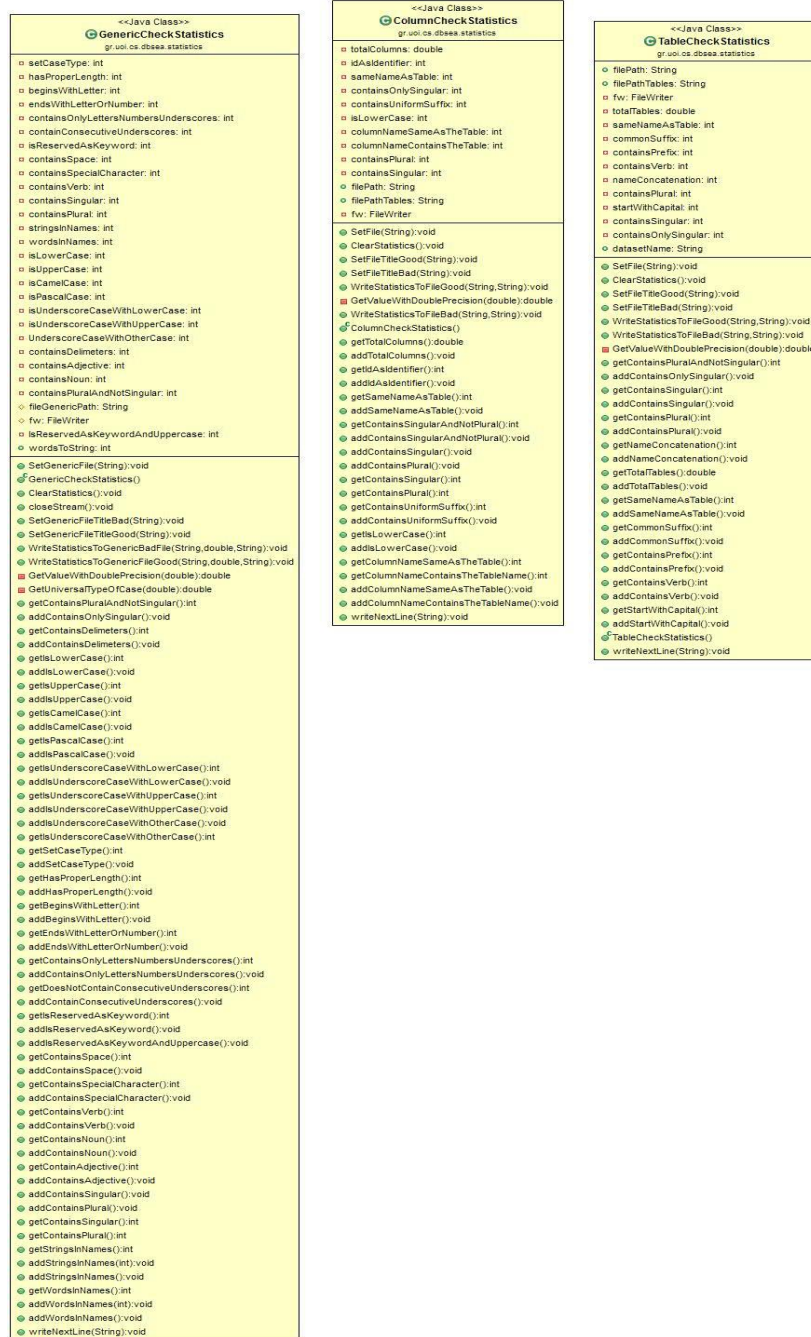 <<Java Class>>
GenericCheckStatistics
gr.uoi.cs.dbsea.statistics
setCaseType: int
hasProperLength: int
beginsWithLetter: int
endsWithLetterOrNumber: int
containsOnlyLettersNumbersUnderscores: int
containConsecutiveUnderscores: int
isReservedAsKeyword: int
containsSpace: int
containsSpecialCharacter: int
containsVerb: int
containsSingular: int
containsPlural: int
stringsInNames: int
wordsInNames: int
isLowerCase: int
isUpperCase: int
isCamelCase: int
isPascalCase: int
isUnderscoreCaseWithLowerCase: int
isUnderscoreCaseWithUpperCase: int
UnderscoreCaseWithOtherCase: int
containsDelimeters: int
containsAdjective: int
containsNoun: int
containsPluralAndNotSingular: int
fileGenericPath: String
fw: FileWriter
isReservedAsKeywordAndUppercase: int
wordsToString: int
SetGenericFile(String):void
GenericCheckStatistics()
ClearStatistics():void
closeStream():void
SetGenericFileTitleBad(String):void
SetGenericFileTitleGood(String):void
WriteStatisticsToGenericBadFile(String,double,String):void
WriteStatisticsToGenericFileGood(String,double,String):void
GetValueWithDoublePrecision(double):double
GetUniversalTypeOfCase(double):double
getContainsPluralAndNotSingular():int
addContainsOnlySingular():void
getContainsDelimeters():int
addContainsDelimeters():void
getIsLowerCase():int
addIsLowerCase():void
getIsUpperCase():int
addIsUpperCase():void
getIsCamelCase():int
addIsCamelCase():void
getIsPascalCase():int
addIsPascalCase():void
getIsUnderscoreCaseWithLowerCase():int
addIsUnderscoreCaseWithLowerCase():void
getIsUnderscoreCaseWithUpperCase():int
addIsUnderscoreCaseWithUpperCase():void
addIsUnderscoreCaseWithOtherCase():void
getIsUnderscoreCaseWithOtherCase():int
getSetCaseType():int
addSetCaseType():void
getHasProperLength():int
addHasProperLength():void
getBeginsWithLetter():int
addBeginsWithLetter():void
getEndsWithLetterOrNumber():int
addEndsWithLetterOrNumber():void
getContainsOnlyLettersNumbersUnderscores():int
addContainsOnlyLettersNumbersUnderscores():void
getDoesNotContainConsecutiveUnderscores():int
addContainConsecutiveUnderscores():void
getIsReservedAsKeyword():int
addIsReservedAsKeyword():void
addIsReservedAsKeywordAndUppercase():void
getContainsSpace():int
addContainsSpace():void
getContainsSpecialCharacter():int
addContainsSpecialCharacter():void
getContainsVerb():int
addContainsVerb():void
getContainsNoun():int
addContainsNoun():void
getContainAdjective():int
addContainsAdjective():void
addContainsSingular():void
addContainsPlural():void
getContainsSingular():int
getContainsPlural():int
getStringsInNames():int
addStringsInNames(int):void
addStringsInNames():void
getWordsInNames():int
addWordsInNames(int):void
addWordsInNames():void
writeNextLine(String):void
<<Java Class>>
ColumnCheckStatistics
gr.uoi.cs.dbsea.statistics
totalColumns: double
idAsIdentifier: int
sameNameAsTable: int
containsOnlySingular: int
containsUniformSuffix: int
isLowerCase: int
columnNameSameAsTheTable: int
columnNameContainsTheTable: int
containsPlural: int
containsSingular: int
filePath: String
filePathTables: String
fw: FileWriter
SetFile(String):void
ClearStatistics():void
SetFileTitleGood(String):void
SetFileTitleBad(String):void
WriteStatisticsToFileGood(String,String):void
GetValueWithDoublePrecision(double):double
WriteStatisticsToFileBad(String,String):void
ColumnCheckStatistics()
getTotalColumns():double
addTotalColumns():void
getIdAsIdentifier():int
addIdAsIdentifier():void
getSameNameAsTable():int
addSameNameAsTable():void
getContainsSingularAndNotPlural():int
addContainsSingularAndNotPlural():void
addContainsSingular():void
addContainsPlural():void
getContainsSingular():int
getContainsPlural():int
getContainsUniformSuffix():int
addContainsUniformSuffix():void
getIsLowerCase():int
addIsLowerCase():void
getColumnNameSameAsTheTable():int
getColumnNameContainsTheTableName():int
addColumnNameSameAsTheTable():void
addColumnNameContainsTheTableName():void
writeNextLine(String):void
<<Java Class>>
TableCheckStatistics
gr.uoi.cs.dbsea.statistics
filePath: String
filePathTables: String
fw: FileWriter
totalTables: double
sameNameAsTable: int
commonSuffix: int
containsPrefix: int
containsVerb: int
nameConcatenation: int
containsPlural: int
startWithCapital: int
containsSingular: int
containsOnlySingular: int
datasetName: String
SetFile(String):void
ClearStatistics():void
SetFileTitleGood(String):void
SetFileTitleBad(String):void
WriteStatisticsToFileGood(String,String):void
WriteStatisticsToFileBad(String,String):void
GetValueWithDoublePrecision(double):double
getContainsPluralAndNotSingular():int
addContainsOnlySingular():void
getContainsSingular():int
addContainsSingular():void
getContainsPlural():int
addContainsPlural():void
getNameConcatenation():int
addNameConcatenation():void
getTotalTables():double
addTotalTables():void
getSameNameAsTable():int
addSameNameAsTable():void
getCommonSuffix():int
addCommonSuffix():void
getContainsPrefix():int
addContainsPrefix():void
getContainsVerb():int
addContainsVerb():void
getStartWithCapital():int
addStartWithCapital():void
TableCheckStatistics()
writeNextLine(String):void